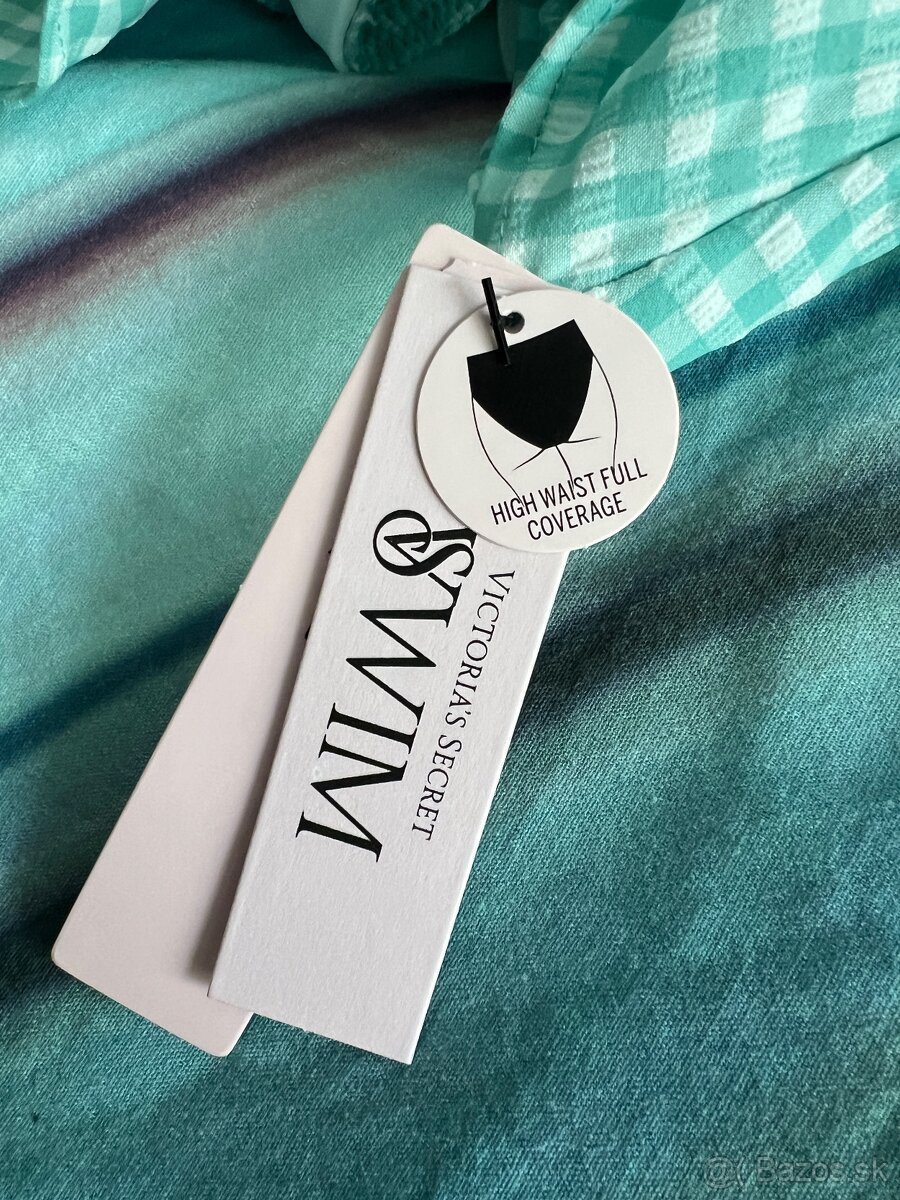 HIGH WAIST FULL
COVERAGE
VICTORIA'S SECRET
VS
SWIM
Bazos.sk